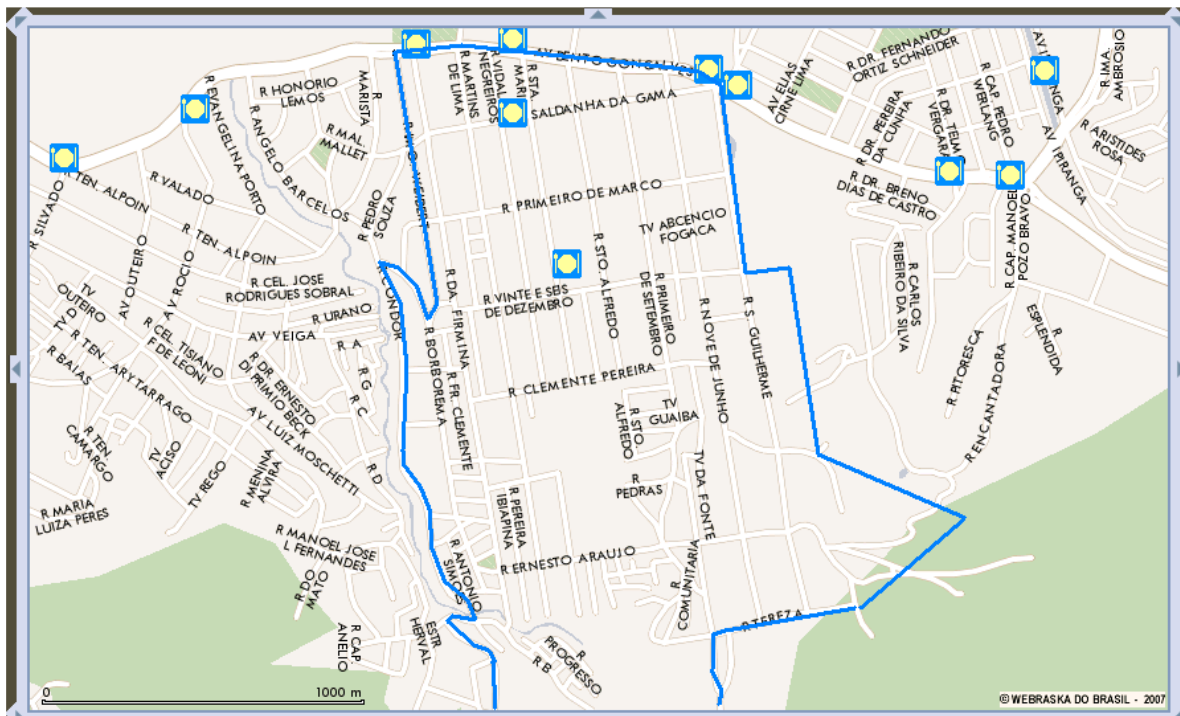 R HONORIO
LEMOS
R
MARISTA
R EVANGELINA PORTO
R ANGELO BARCELOS
R MAL.
MALLET
R MARTINS
DE LIMA
R VIDAL
NEGREIROS
R STA.
MARIA
AV BENTO GONSALVES
SALDANHA DA GAMA
AV ELIAS
CIRNE LIMA
R DR. FERNANDO
ORTIZ SCHNEIDER
R DR. PEREIRA
DA CUNHA
R DR. TELMO
VERGARA
R CAP. PEDRO
WERLANG
R IMA.
AMBROSIO
R ARISTIDES
ROSA
AV IPIRANGA
R DR. BRENO
DIAS DE CASTRO
R CAP. MANOEL
POZO BRAVO
R SILVADO
R TEN. ALPOIN
R VALADO
R TEN. ALPOIN
R PEDRO
SOUZA
R PRIMEIRO DE MARCO
TV ABCENCIO
FOGACA
AV OUTEIRO
AV ROCIO
R CEL. JOSE
RODRIGUES SOBRAL
R URANO
AV VEIGA
R CONDOR
R DA. FIRMINA
R VINTE E SEIS
DE DEZEMBRO
R STO. ALFREDO
R PRIMEIRO
DE SETEMBRO
R NOVE DE JUNHO
R S. GUILHERME
R CARLOS
RIBEIRO DA SILVA
R
ESPLENDIDA
R PITORESCA
R ENCANTADORA
TV
OUTEIRO
TV D
R BAIAS
R CEL. TISIANO
F DE LEONI
R TEN. ARY TARRAGO
R DR. ERNESTO
DI PRIMIO BECK
AV LUIZ MOSCHETTI
R A
R G
R C
R D
R BORBOREMA
R FR. CLEMENTE
R CLEMENTE PEREIRA
TV
GUAIBA
R STO.
ALFREDO
R
PEDRAS
TV DA FONTE
R TEN.
CAMARGO
TV
ACISO
TV REGO
R MENINA
ALVIRA
R MARIA
LUIZA PERES
R MANOEL JOSE
L FERNANDES
R DO
MATO
R CAP.
ANELIO
ESTR
HERVAL
R ANTONIO
SIMOES
R PEREIRA
IBIAPINA
R ERNESTO ARAUJO
R
COMUNITARIA
R TEREZA
R
PROGRESSO
R B
0 1000 m
© WEBRASKA DO BRASIL - 2007